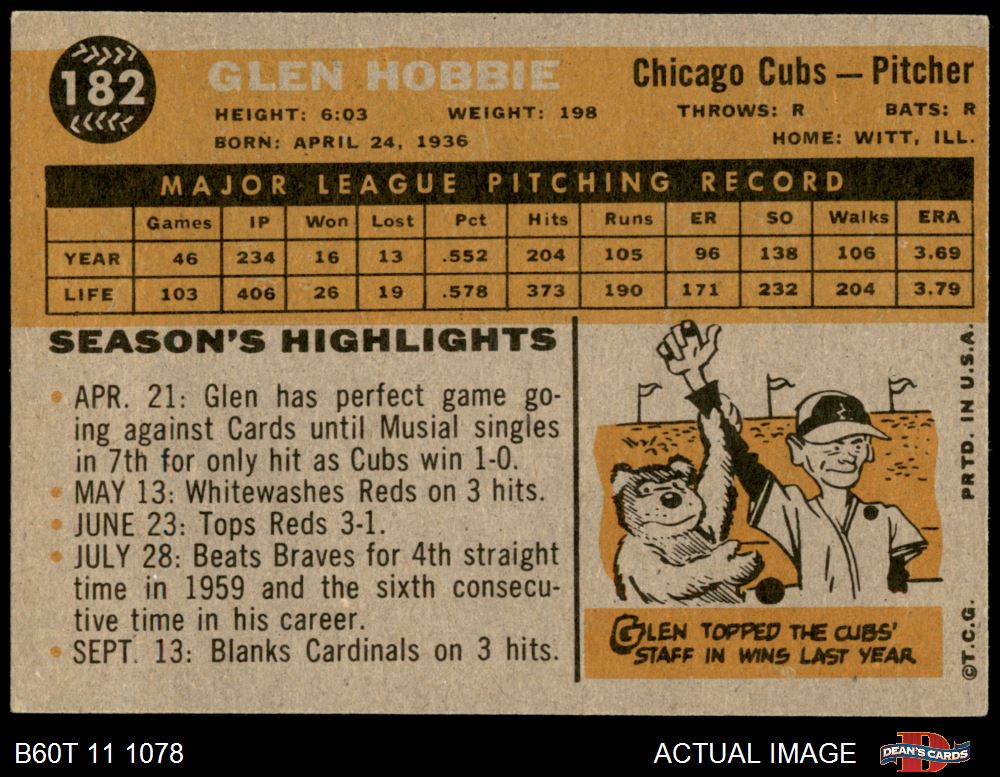 182
GLEN HOBBIE
Chicago Cubs — Pitcher
HEIGHT: 6:03 WEIGHT: 198 THROWS: R BATS: R
BORN: APRIL 24, 1936 HOME: WITT, ILL.
MAJOR LEAGUE PITCHING RECORD
Games IP Won Lost Pct Hits Runs ER SO Walks ERA
YEAR 46 234 16 13 .552 204 105 96 138 106 3.69
LIFE 103 406 26 19 .578 373 190 171 232 204 3.79
SEASON'S HIGHLIGHTS
• APR. 21: Glen has perfect game go-
ing against Cards until Musial singles
in 7th for only hit as Cubs win 1-0.
• MAY 13: Whitewashes Reds on 3 hits.
• JUNE 23: Tops Reds 3-1.
• JULY 28: Beats Braves for 4th straight
time in 1959 and the sixth consecu-
tive time in his career.
• SEPT. 13: Blanks Cardinals on 3 hits.
GLEN TOPPED THE CUBS'
STAFF IN WINS LAST YEAR
©T.C.G. PRTD. IN U.S.A.
B60T 11 1078
ACTUAL IMAGE
D
DEAN'S CARDS